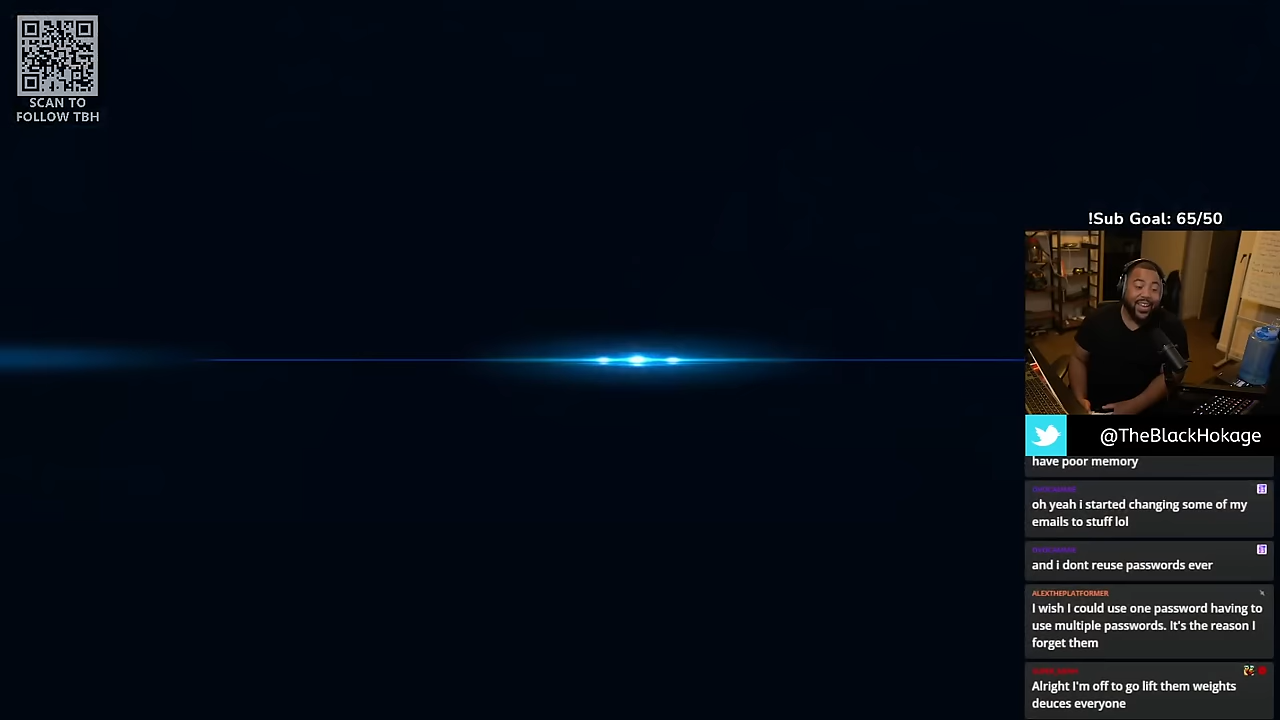 SCAN TO
FOLLOW TBH
!Sub Goal: 65/50
@TheBlackHokage
have poor memory
oh yeah i started changing some of my
emails to stuff lol
and i dont reuse passwords ever
ALEXTHEPLATFORMER
I wish I could use one password having to
use multiple passwords. It's the reason I
forget them
Alright I'm off to go lift them weights
deuces everyone